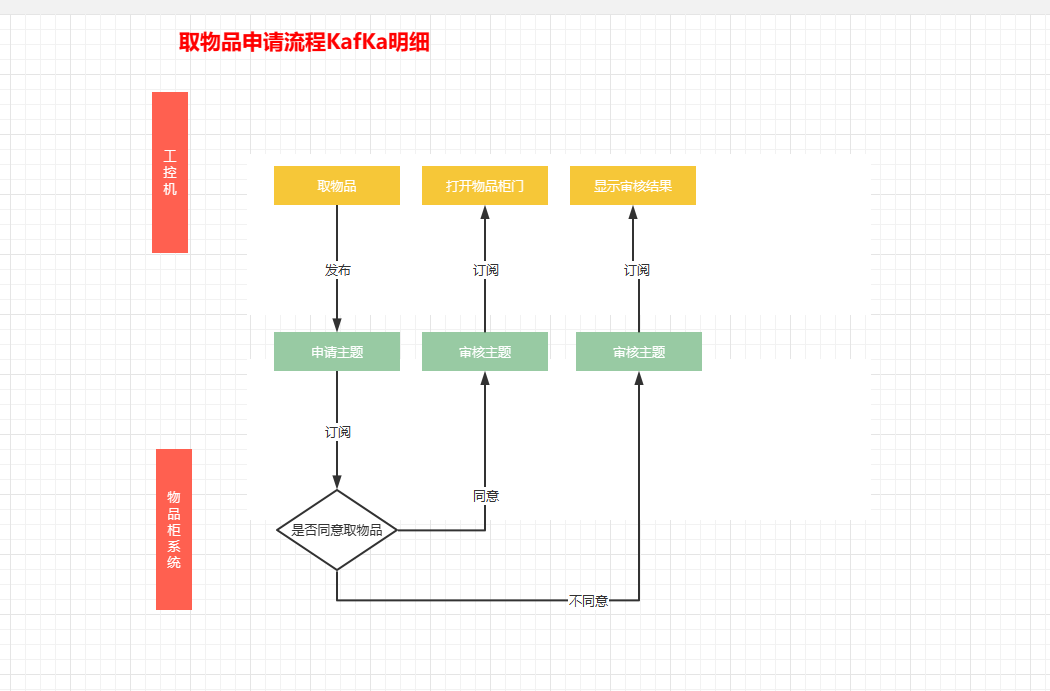 取物品申请流程KafKa明细
工控机
取物品
打开物品柜门
显示审核结果
发布
订阅
订阅
申请主题
审核主题
审核主题
订阅
物品柜系统
同意
是否同意取物品
不同意